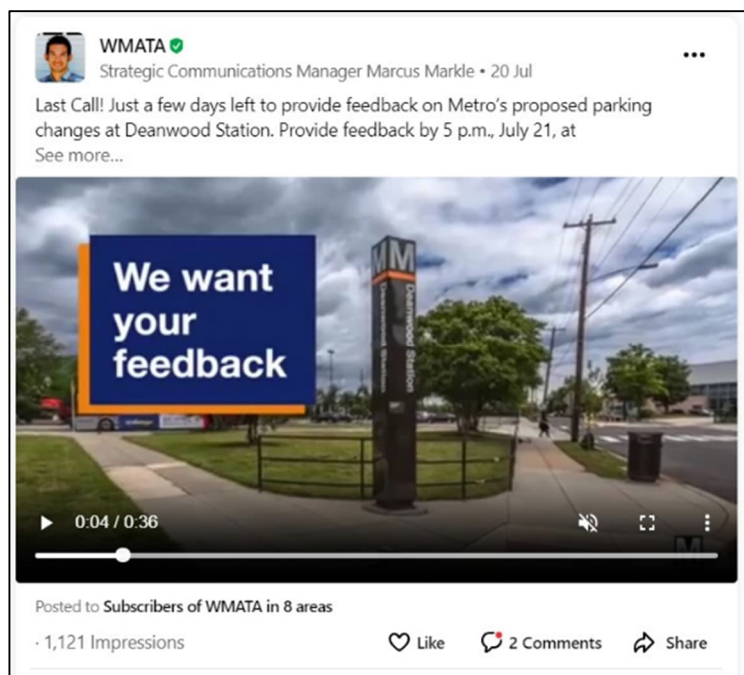 WMATA
Strategic Communications Manager Marcus Markle • 20 Jul
Last Call! Just a few days left to provide feedback on Metro's proposed parking
changes at Deanwood Station. Provide feedback by 5 p.m., July 21, at
See more...
We want
your
feedback
M M
Deanwood Station
Deanwood Station
0:04 / 0:36
M
Posted to Subscribers of WMATA in 8 areas
· 1,121 Impressions
Like
2 Comments
Share